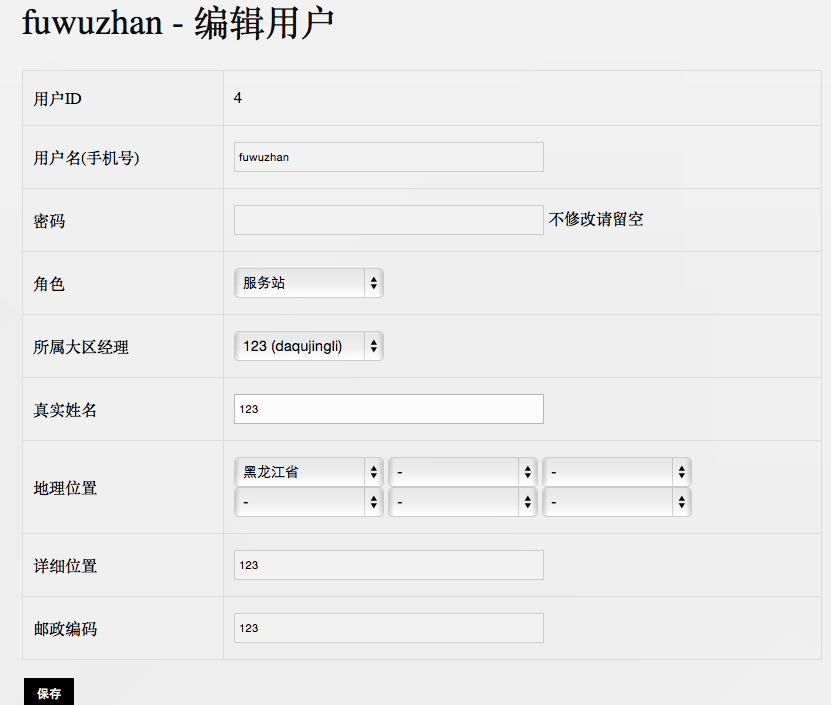 fuwuzhan - 编辑用户
用户ID 4
用户名(手机号) fuwuzhan
密码 不修改请留空
角色 服务站
所属大区经理 123 (daqujingli)
真实姓名 123
地理位置 黑龙江省 - -
- - -
详细位置 123
邮政编码 123
保存